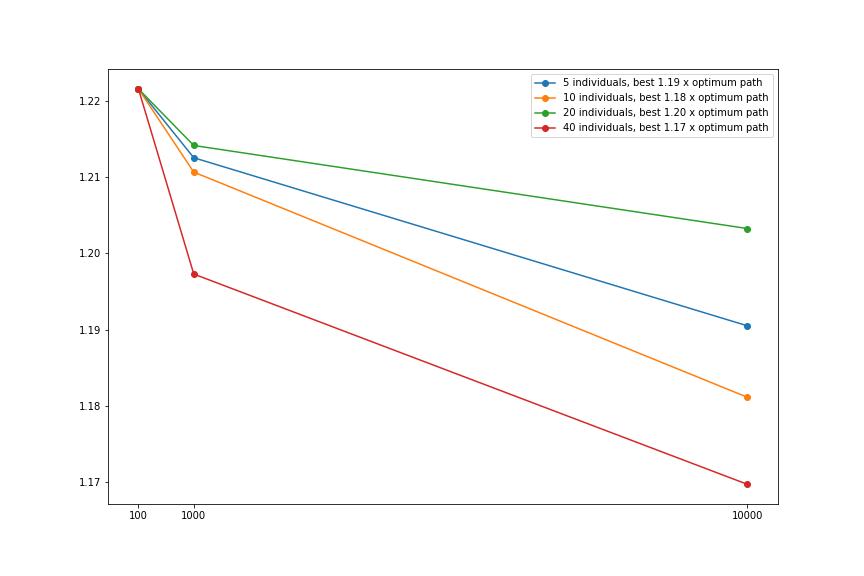 5 individuals, best 1.19 x optimum path
10 individuals, best 1.18 x optimum path
20 individuals, best 1.20 x optimum path
40 individuals, best 1.17 x optimum path
1.22
1.21
1.20
1.19
1.18
1.17
100 1000 10000